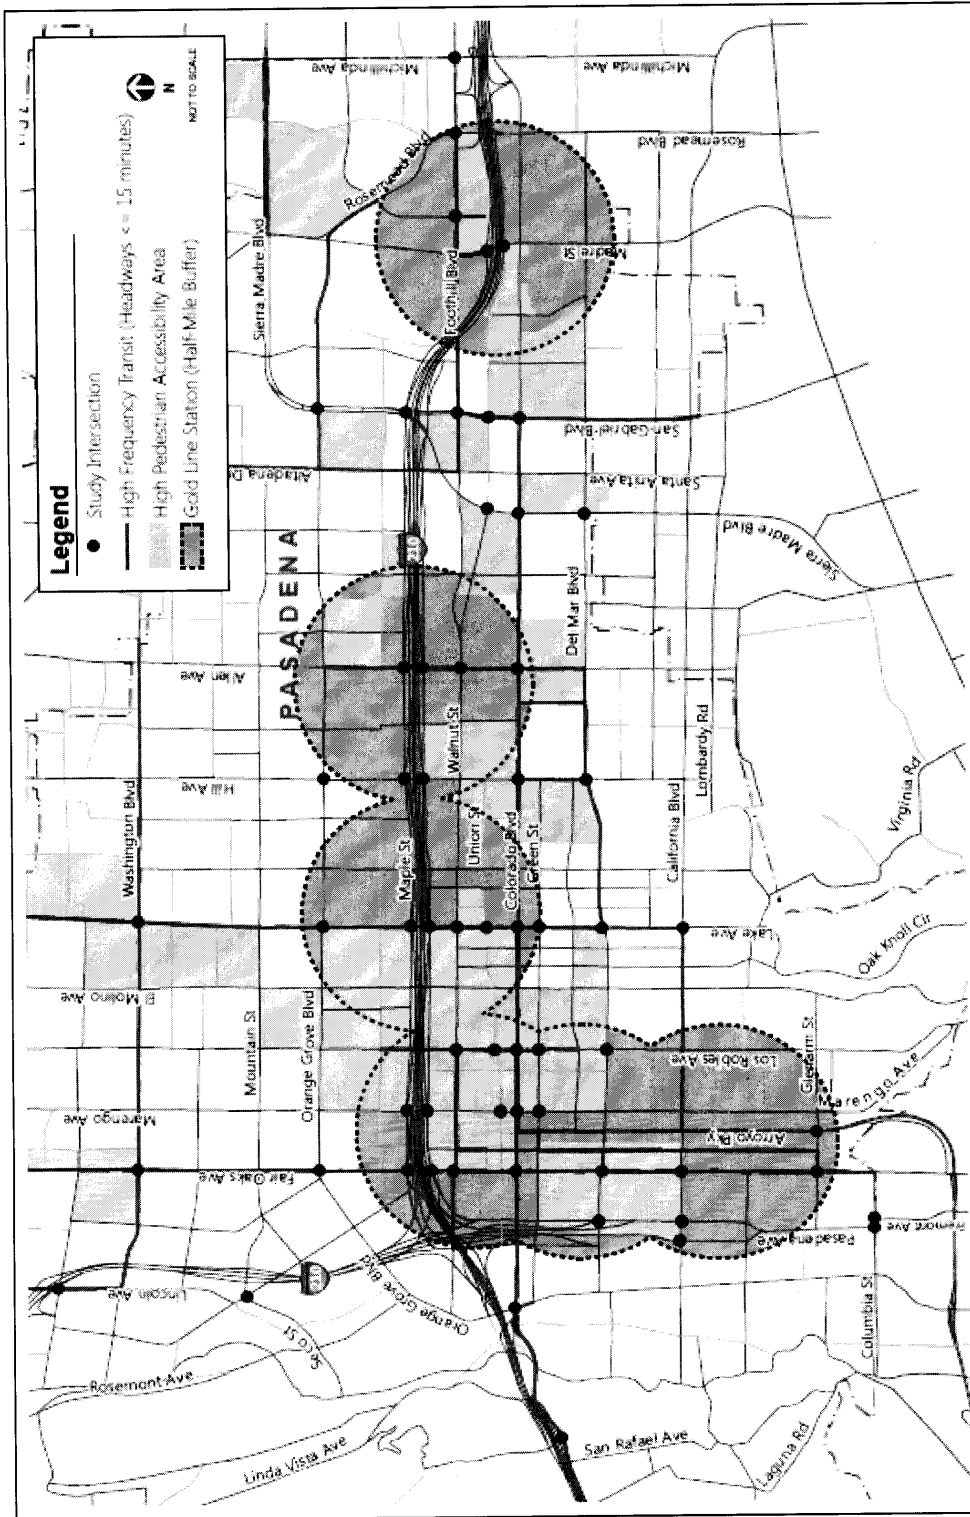 Legend
Study Intersection
High Frequency Transit (Headways <= 15 minutes)
High Pedestrian Accessibility Area
Gold Line Station (Half-Mile Buffer)
N
NOT TO SCALE
PASADENA
210
Washington Blvd
Mountain St
Orange Grove Blvd
Maple St
Walnut St
Union St
Colorado Blvd
Green St
Del Mar Blvd
California Blvd
Lombardy Rd
Glenarm St
Columbia St
Foothill Blvd
Sierra Madre Blvd
Rosemead Blvd
Michillinda Ave
Michillinda Ave
Rosemead Blvd
Madre St
San Gabriel Blvd
Santa Anita Ave
Sierra Madre Blvd
Altadena Dr
Allen Ave
Hill Ave
Virginia Rd
Oak Knoll Cir
Lake Ave
El Molino Ave
Los Robles Ave
Marengo Ave
Marengo Ave
Arroyo Pky
Fair Oaks Ave
Fremont Ave
Pasadena Ave
Lincoln Ave
Orange Grove Blvd
Seco St
Rosemont Ave
Linda Vista Ave
San Rafael Ave
Laguna Rd